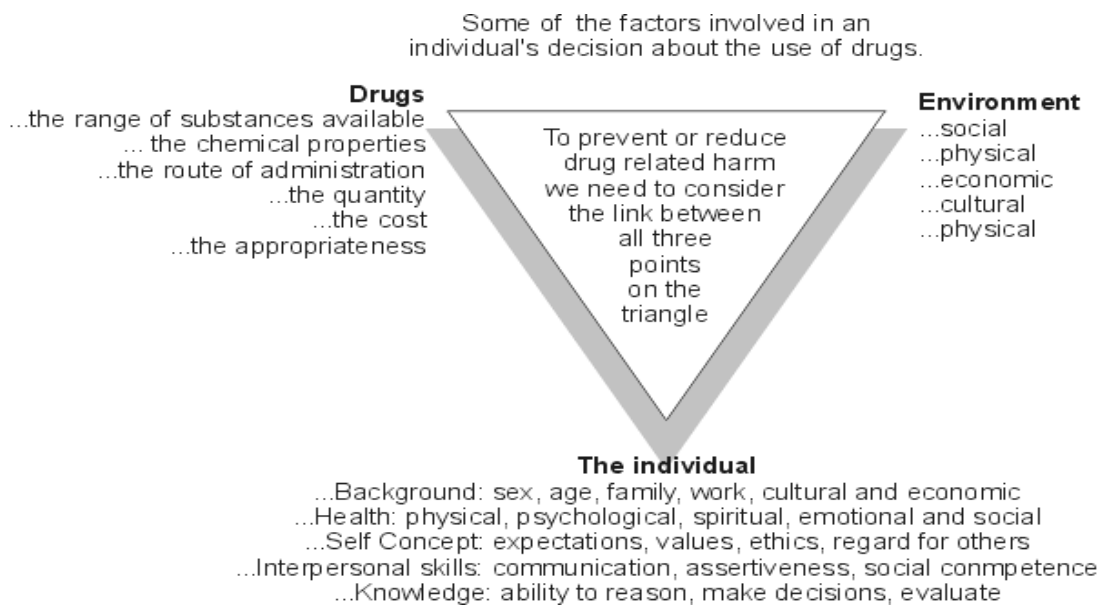 Some of the factors involved in an
individual's decision about the use of drugs.
Drugs
...the range of substances available
... the chemical properties
...the route of administration
...the quantity
...the cost
...the appropriateness
To prevent or reduce
drug related harm
we need to consider
the link between
all three
points
on the
triangle
Environment
...social
...physical
...economic
...cultural
...physical
The individual
...Background: sex, age, family, work, cultural and economic
...Health: physical, psychological, spiritual, emotional and social
...Self Concept: expectations, values, ethics, regard for others
...Interpersonal skills: communication, assertiveness, social conmpetence
...Knowledge: ability to reason, make decisions, evaluate